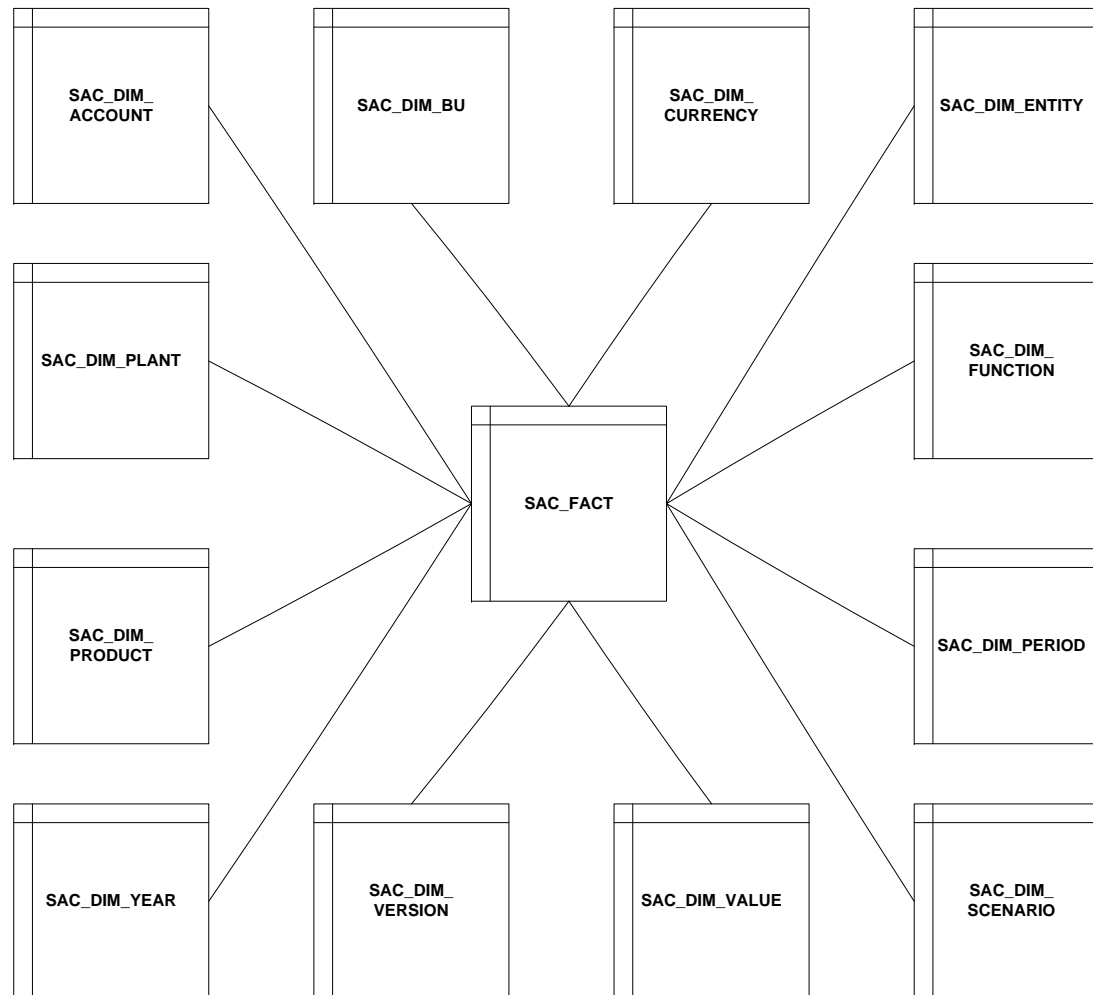 SAC_DIM_
ACCOUNT
SAC_DIM_BU
SAC_DIM_
CURRENCY
SAC_DIM_ENTITY
SAC_DIM_PLANT
SAC_DIM_
FUNCTION
SAC_FACT
SAC_DIM_
PRODUCT
SAC_DIM_PERIOD
SAC_DIM_YEAR
SAC_DIM_
VERSION
SAC_DIM_VALUE
SAC_DIM_
SCENARIO